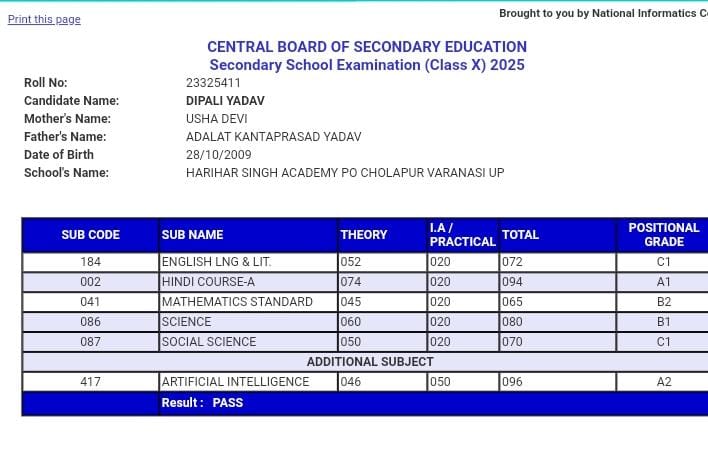 Print this page
Brought to you by National Informatics
CENTRAL BOARD OF SECONDARY EDUCATION
Secondary School Examination (Class X) 2025
Roll No: 23325411
Candidate Name: DIPALI YADAV
Mother's Name: USHA DEVI
Father's Name: ADALAT KANTAPRASAD YADAV
Date of Birth 28/10/2009
School's Name: HARIHAR SINGH ACADEMY PO CHOLAPUR VARANASI UP
SUB CODE SUB NAME THEORY I.A / PRACTICAL TOTAL POSITIONAL GRADE
184 ENGLISH LNG & LIT. 052 020 072 C1
002 HINDI COURSE-A 074 020 094 A1
041 MATHEMATICS STANDARD 045 020 065 B2
086 SCIENCE 060 020 080 B1
087 SOCIAL SCIENCE 050 020 070 C1
ADDITIONAL SUBJECT
417 ARTIFICIAL INTELLIGENCE 046 050 096 A2
Result : PASS